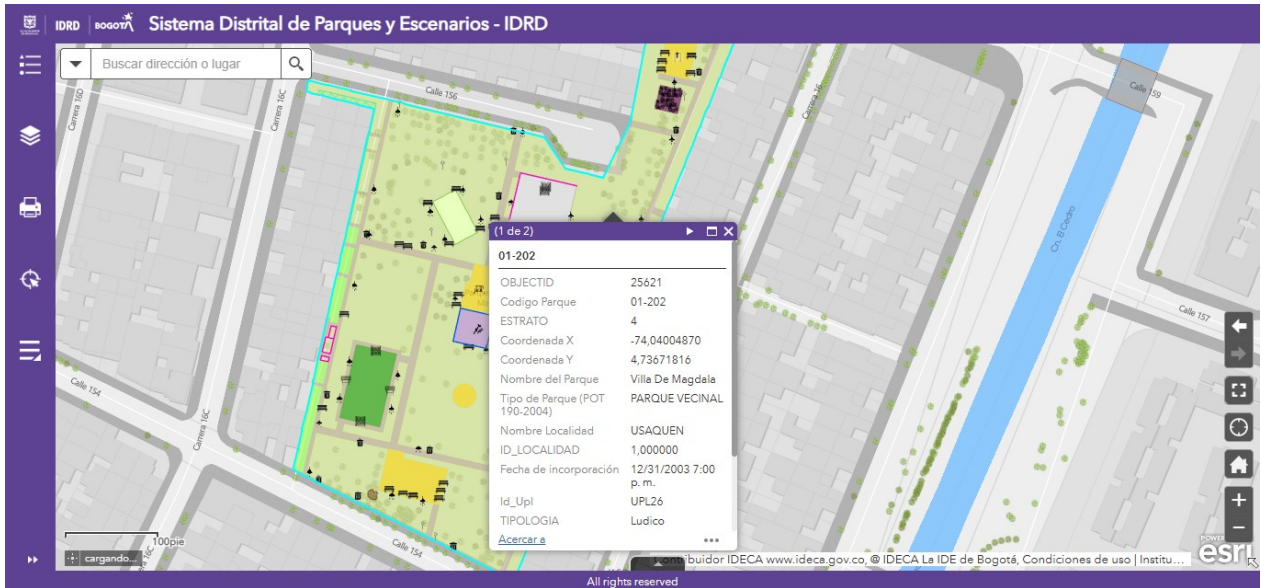 IDRD BOGOTÁ Sistema Distrital de Parques y Escenarios - IDRD
Buscar dirección o lugar
Calle 156
Carrera 16D
Carrera 16C
Carrera 16
Calle 159
Cn. El Cedro
Calle 157
(1 de 2)
01-202
OBJECTID 25621
Codigo Parque 01-202
ESTRATO 4
Coordenada X -74,04004870
Coordenada Y 4,73671816
Nombre del Parque Villa De Magdala
Tipo de Parque (POT PARQUE VECINAL
190-2004)
Nombre Localidad USAQUEN
ID_LOCALIDAD 1,000000
Fecha de incorporación 12/31/2003 7:00
p. m.
Id_Upl UPL26
TIPOLOGIA Ludico
Acercar a
Calle 154
Carrera 16C
Calle 154
100pie
cargando...
Contribuidor IDECA www.ideca.gov.co, @ IDECA La IDE de Bogotá, Condiciones de uso | Institu...
esri
All rights reserved